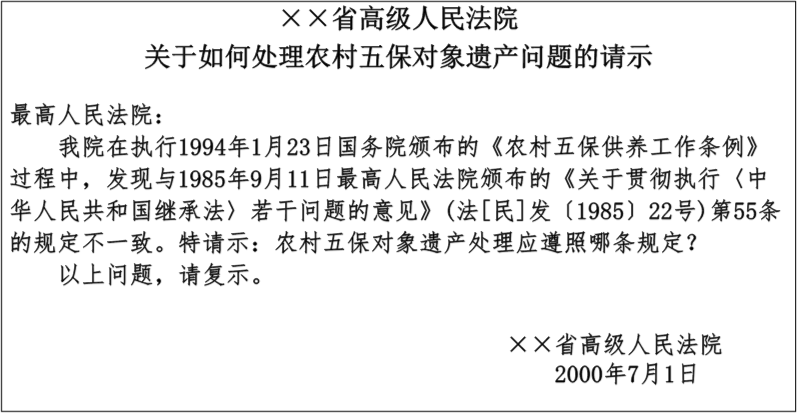 ××省高级人民法院
关于如何处理农村五保对象遗产问题的请示
最高人民法院：
我院在执行1994年1月23日国务院颁布的《农村五保供养工作条例》
过程中，发现与1985年9月11日最高人民法院颁布的《关于贯彻执行〈中
华人民共和国继承法〉若干问题的意见》(法[民]发〔1985〕22号)第55条
的规定不一致。特请示：农村五保对象遗产处理应遵照哪条规定？
以上问题，请复示。
××省高级人民法院
2000年7月1日